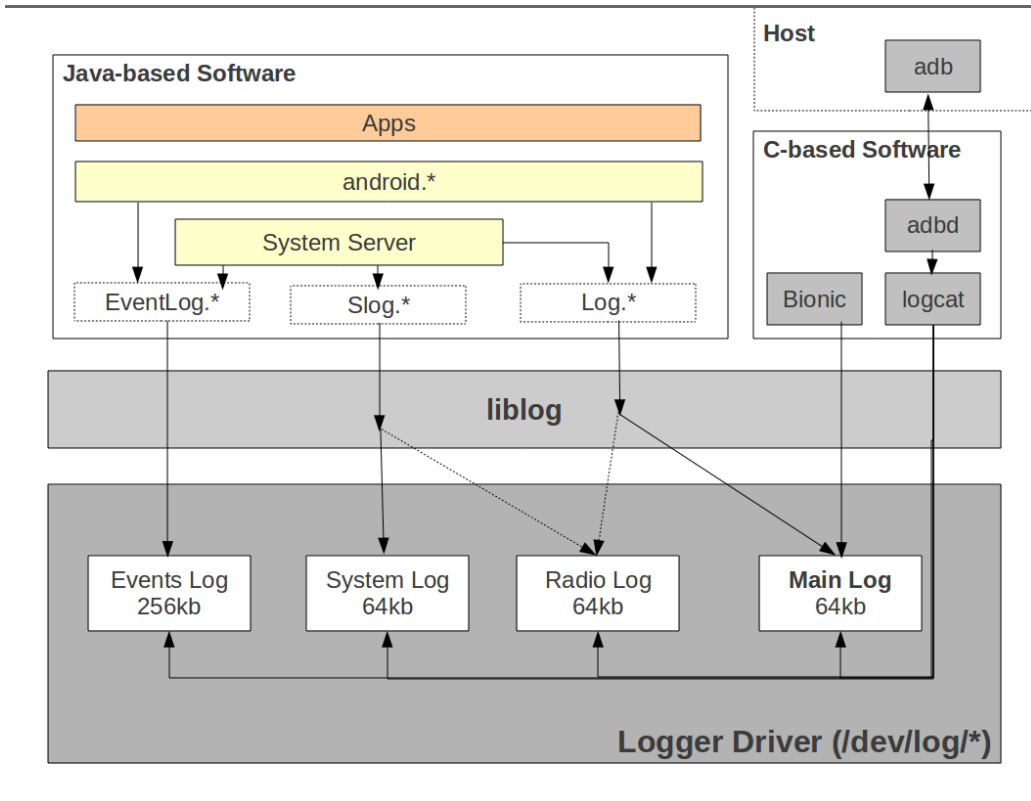 Host
adb
Java-based Software
Apps
android.*
System Server
EventLog.*
Slog.*
Log.*
C-based Software
adbd
Bionic
logcat
liblog
Events Log
256kb
System Log
64kb
Radio Log
64kb
Main Log
64kb
Logger Driver (/dev/log/*)